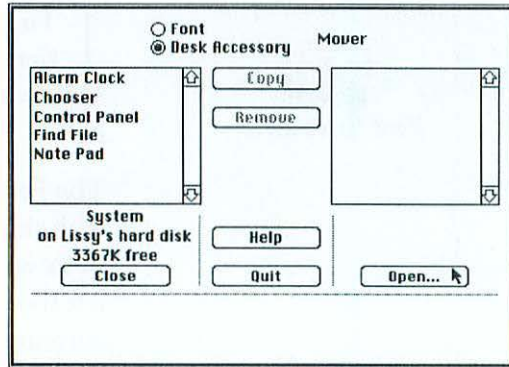 Font
Desk Accessory
Mover
Alarm Clock
Chooser
Control Panel
Find File
Note Pad
Copy
Remove
System
on Lissy's hard disk
3367K free
Close
Help
Quit
Open...